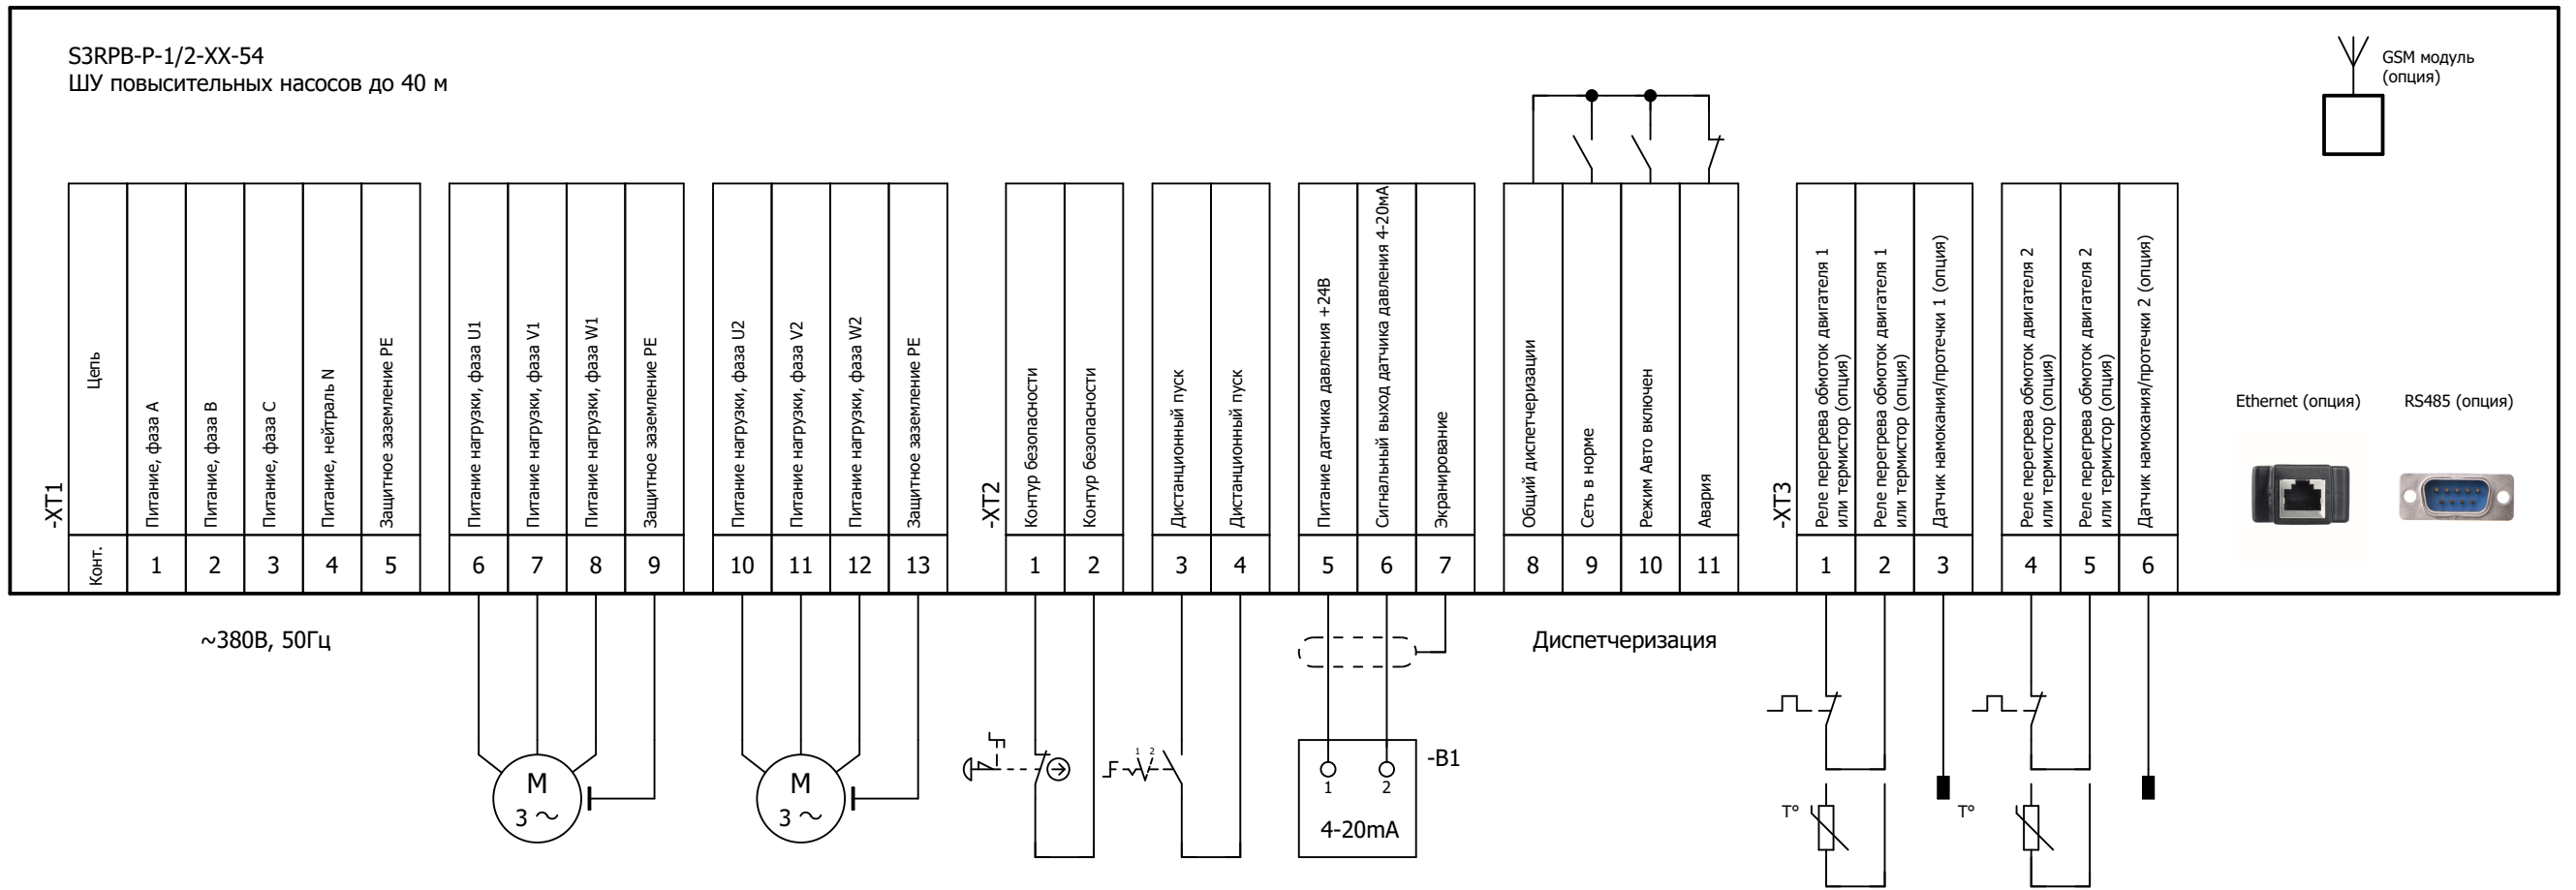 S3RPB-P-1/2-XX-54
ШУ повысительных насосов до 40 м
GSM модуль
(опция)
-XT1
Цепь
Питание, фаза A
Питание, фаза B
Питание, фаза C
Питание, нейтраль N
Защитное заземление PE
Питание нагрузки, фаза U1
Питание нагрузки, фаза V1
Питание нагрузки, фаза W1
Защитное заземление PE
Питание нагрузки, фаза U2
Питание нагрузки, фаза V2
Питание нагрузки, фаза W2
Защитное заземление PE
-XT2
Контур безопасности
Контур безопасности
Дистанционный пуск
Дистанционный пуск
Питание датчика давления +24В
Сигнальный выход датчика давления 4-20мА
Экранирование
Общий диспетчеризации
Сеть в норме
Режим Авто включен
Авария
-XT3
Реле перегрева обмоток двигателя 1
или термистор (опция)
Реле перегрева обмоток двигателя 1
или термистор (опция)
Датчик намокания/протечки 1 (опция)
Реле перегрева обмоток двигателя 2
или термистор (опция)
Реле перегрева обмоток двигателя 2
или термистор (опция)
Датчик намокания/протечки 2 (опция)
Ethernet (опция)
RS485 (опция)
Конт.
1 2 3 4 5 6 7 8 9 10 11 12 13
1 2 3 4 5 6 7 8 9 10 11
1 2 3 4 5 6
~380В, 50Гц
Диспетчеризация
M
3 ~
M
3 ~
1 2
-B1
1 2
4-20mA
T°
T°